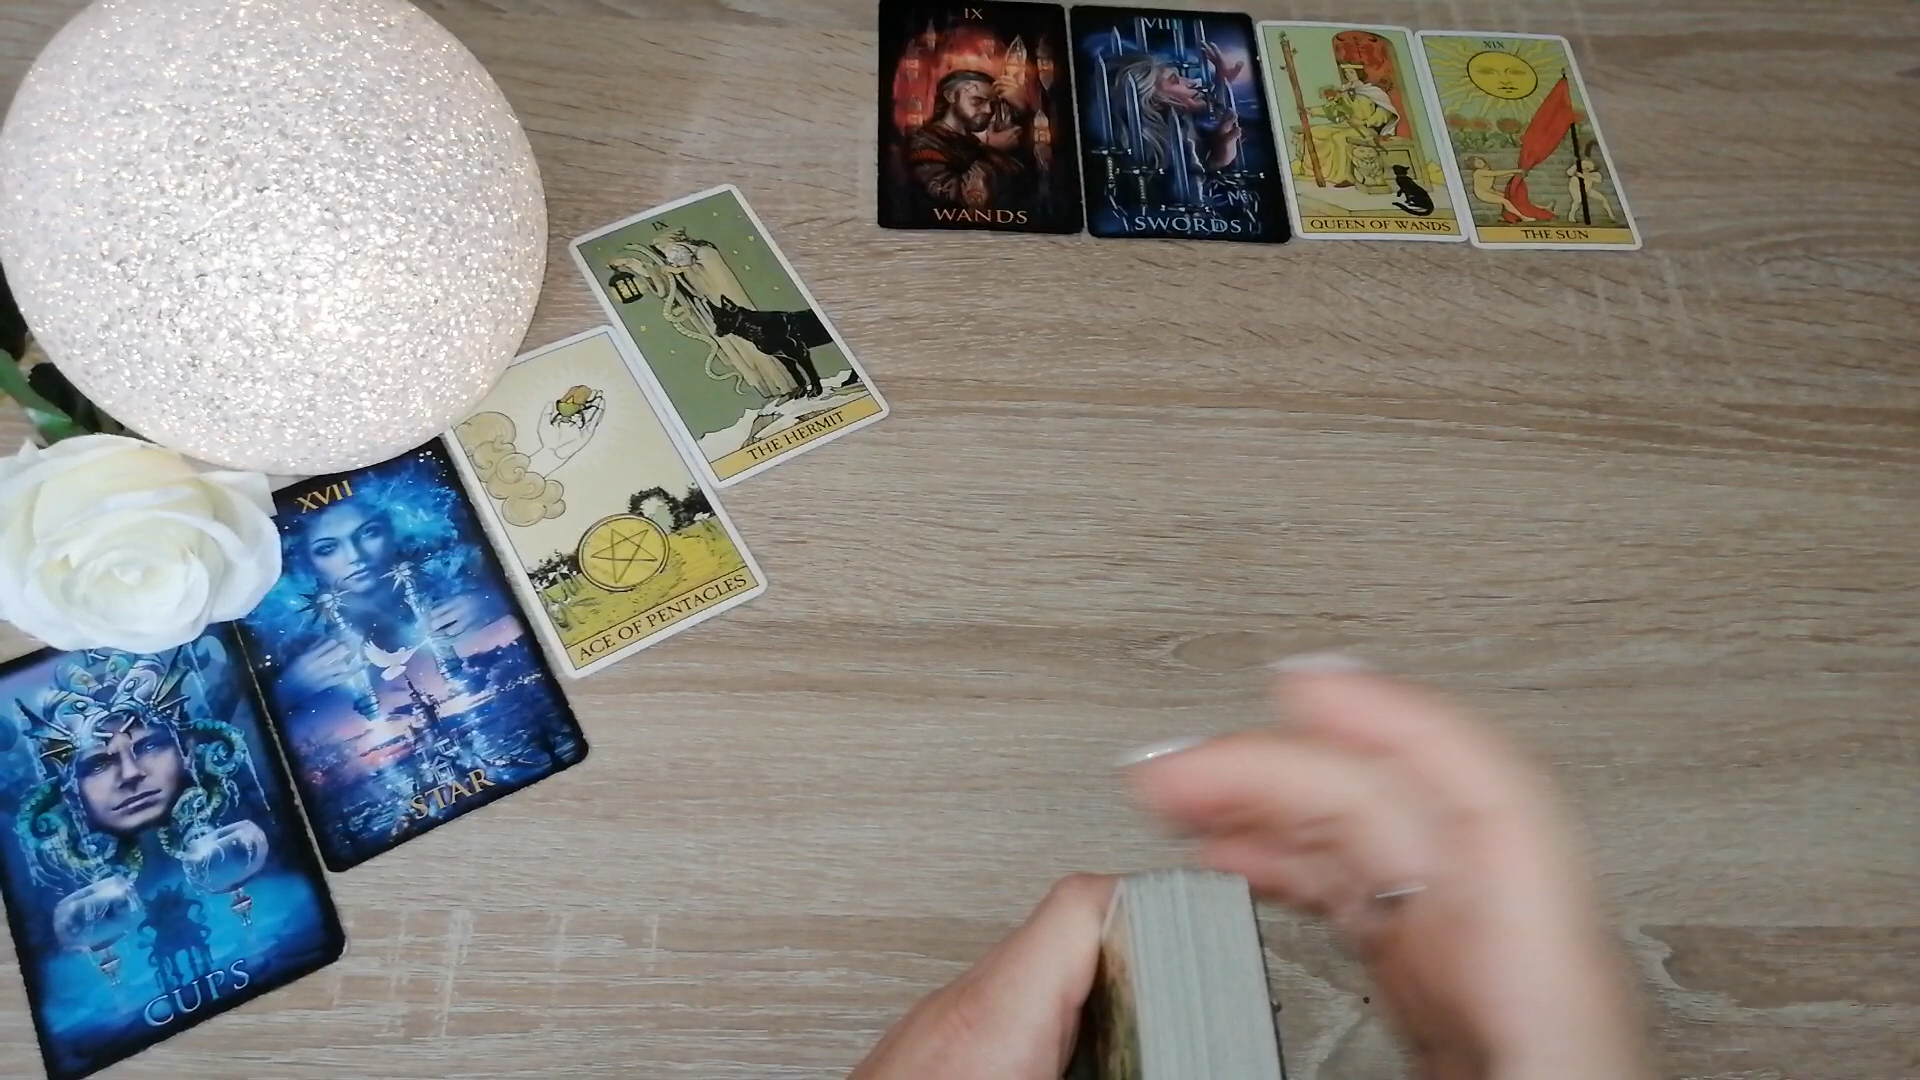 IX
WANDS
VIII
SWORDS
QUEEN OF WANDS
XIX
THE SUN
IX
THE HERMIT
ACE OF PENTACLES
XVII
STAR
CUPS